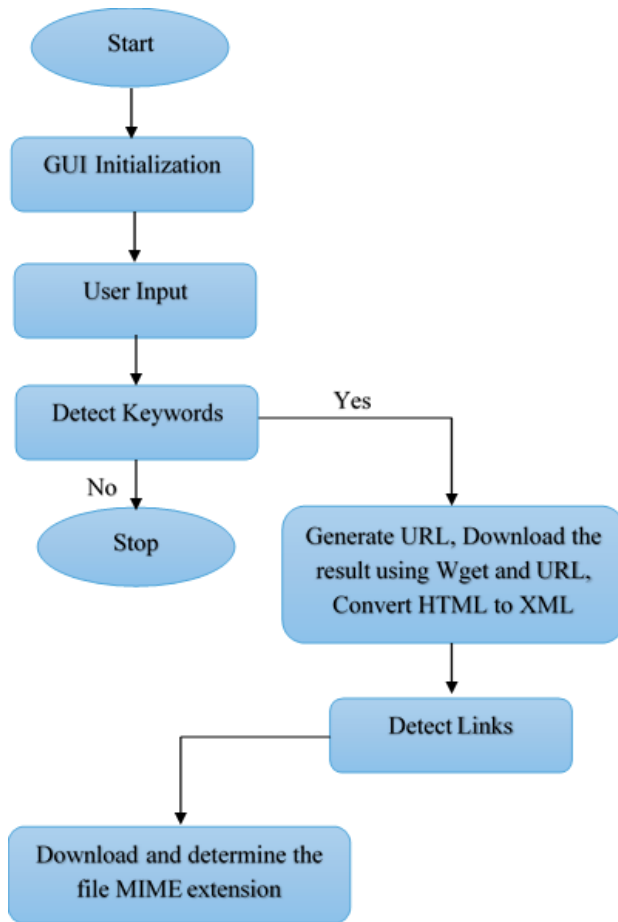 Start
GUI Initialization
User Input
Detect Keywords
Yes
No
Stop
Generate URL, Download the
result using Wget and URL,
Convert HTML to XML
Detect Links
Download and determine the
file MIME extension